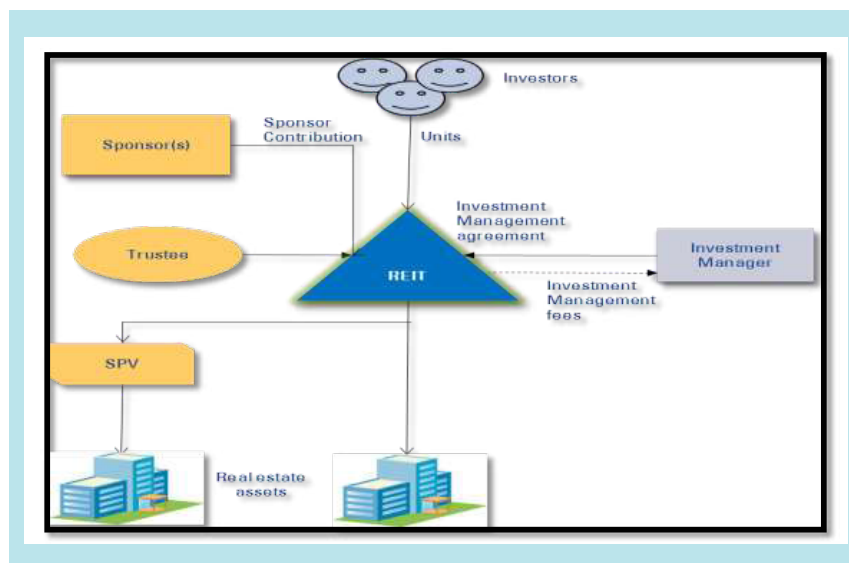 Investors
Sponsor
Contribution
Units
Sponsor(s)
Investment
Management
agreement
Trustee
REIT
Investment
Manager
Investment
Management
fees
SPV
Real estate
assets